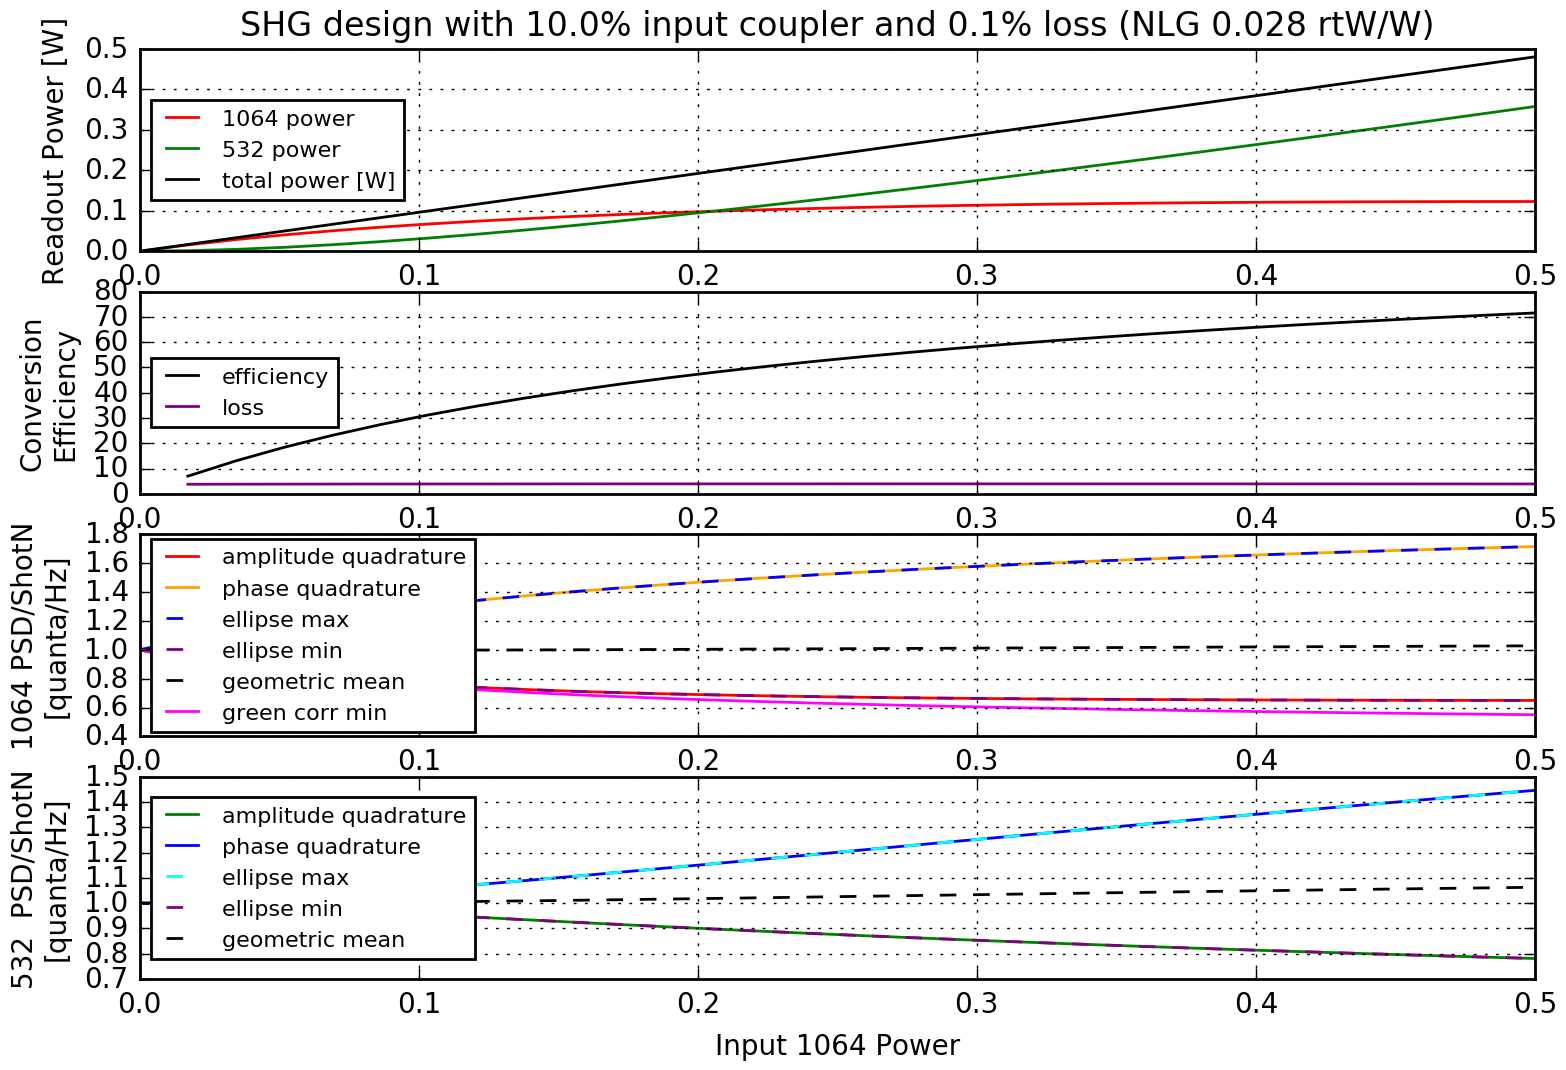 SHG design with 10.0% input coupler and 0.1% loss (NLG 0.028 rtW/W)
Readout Power [W]
0.5
0.4
0.3
0.2
0.1
0.0
1064 power
532 power
total power [W]
0.0 0.1 0.2 0.3 0.4 0.5
Conversion
Efficiency
80
70
60
50
40
30
20
10
0
efficiency
loss
0.0 0.1 0.2 0.3 0.4 0.5
1064 PSD/ShotN
[quanta/Hz]
1.8
1.6
1.4
1.2
1.0
0.8
0.6
0.4
amplitude quadrature
phase quadrature
ellipse max
ellipse min
geometric mean
green corr min
0.0 0.1 0.2 0.3 0.4 0.5
532 PSD/ShotN
[quanta/Hz]
1.5
1.4
1.3
1.2
1.1
1.0
0.9
0.8
0.7
amplitude quadrature
phase quadrature
ellipse max
ellipse min
geometric mean
0.0 0.1 0.2 0.3 0.4 0.5
Input 1064 Power